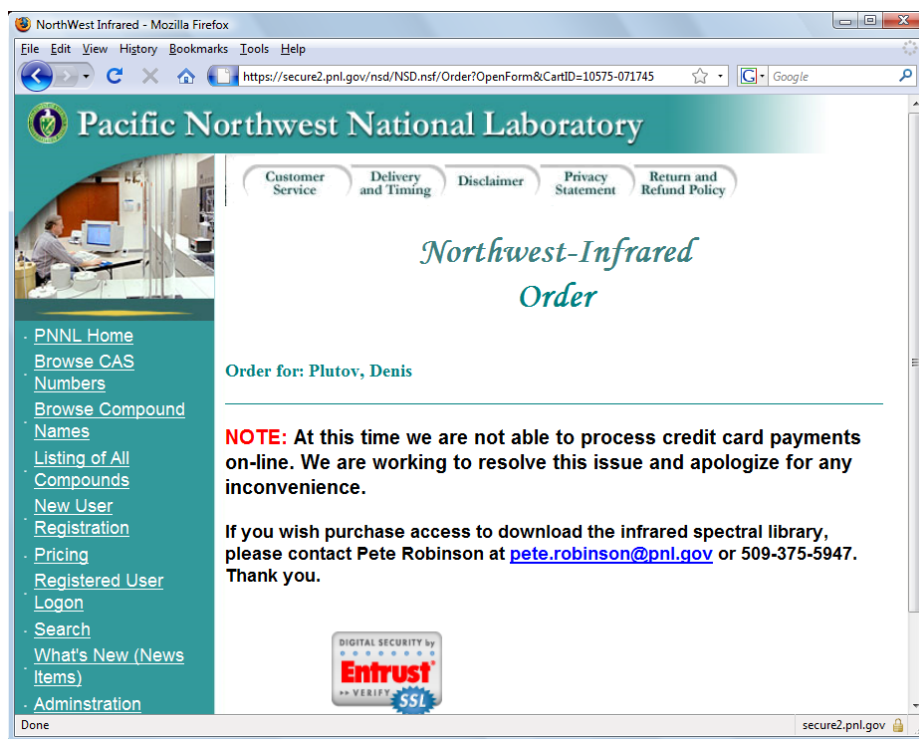 NorthWest Infrared - Mozilla Firefox
File Edit View History Bookmarks Tools Help
https://secure2.pnl.gov/nsd/NSD.nsf/Order?OpenForm&CartID=10575-071745
G Google
Pacific Northwest National Laboratory
Customer Service
Delivery and Timing
Disclaimer
Privacy Statement
Return and Refund Policy
Northwest-Infrared
Order
PNNL Home
Browse CAS
Numbers
Browse Compound
Names
Listing of All
Compounds
New User
Registration
Pricing
Registered User
Logon
Search
What's New (News
Items)
Adminstration
Order for: Plutov, Denis
NOTE: At this time we are not able to process credit card payments
on-line. We are working to resolve this issue and apologize for any
inconvenience.
If you wish purchase access to download the infrared spectral library,
please contact Pete Robinson at pete.robinson@pnl.gov or 509-375-5947.
Thank you.
DIGITAL SECURITY by
Entrust
>> VERIFY
SSL
Done
secure2.pnl.gov